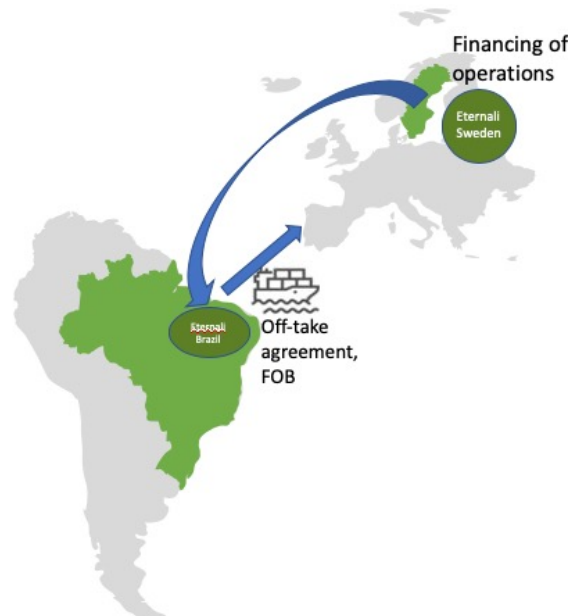 Financing of
operations
Eternali
Sweden
Eternali
Brazil
Off-take
agreement,
FOB